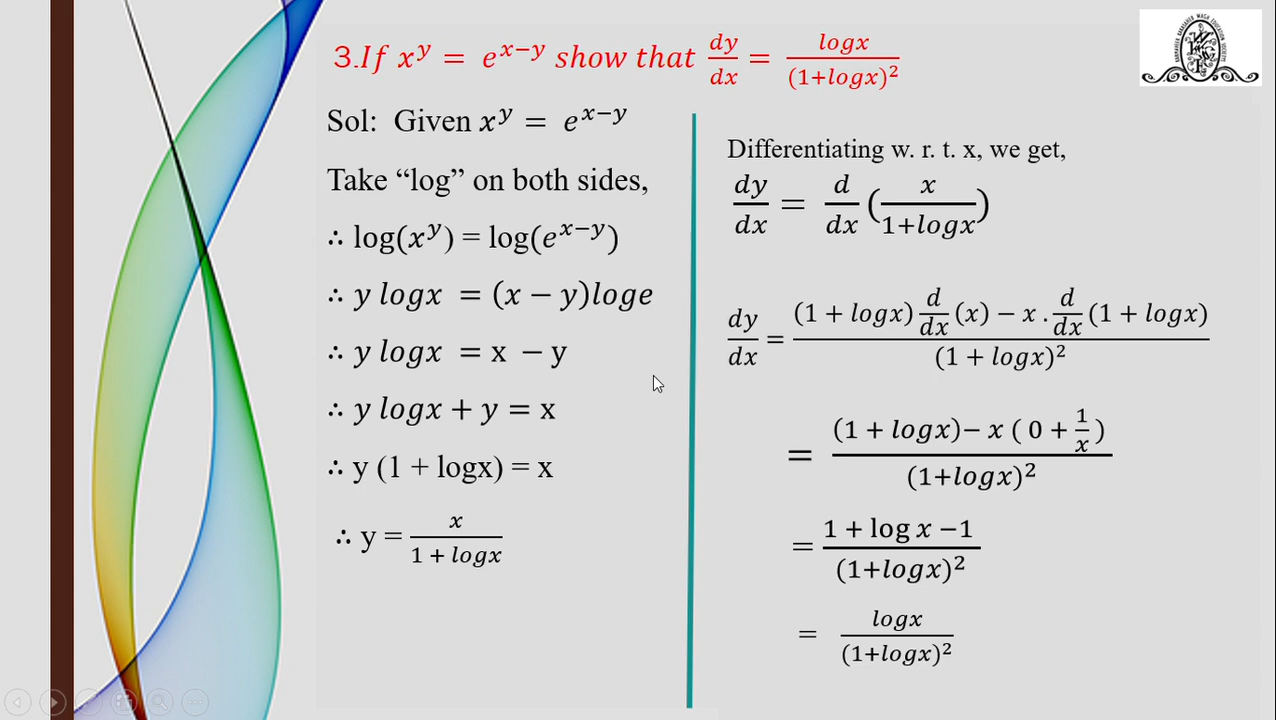 3.If x^y = e^(x−y) show that dy/dx = logx/(1+logx)²
Sol: Given x^y = e^(x−y)
Take “log” on both sides,
∴ log(x^y) = log(e^(x−y))
∴ y logx = (x − y)loge
∴ y logx = x − y
∴ y logx + y = x
∴ y (1 + logx) = x
∴ y = x/(1 + logx)
Differentiating w. r. t. x, we get,
dy/dx = d/dx (x/(1+logx))
dy/dx = ((1 + logx) d/dx (x) − x . d/dx (1 + logx))/(1 + logx)²
= ((1 + logx)− x ( 0 + 1/x ))/(1+logx)²
= (1 + log x −1)/(1+logx)²
= logx/(1+logx)²